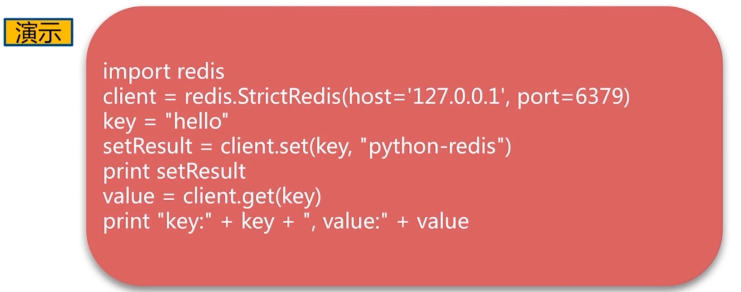 演示
import redis
client = redis.StrictRedis(host='127.0.0.1', port=6379)
key = "hello"
setResult = client.set(key, "python-redis")
print setResult
value = client.get(key)
print "key:" + key + ", value:" + value